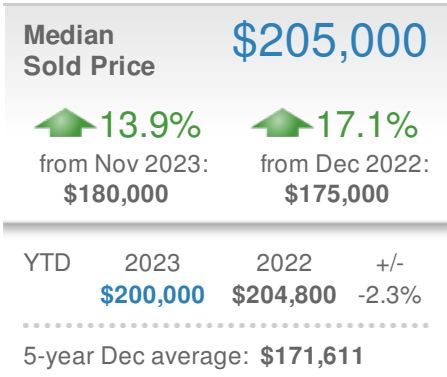 Median $205,000
Sold Price
13.9% 17.1%
from Nov 2023: from Dec 2022:
$180,000 $175,000
YTD 2023 2022 +/-
$200,000 $204,800 -2.3%
5-year Dec average: $171,611